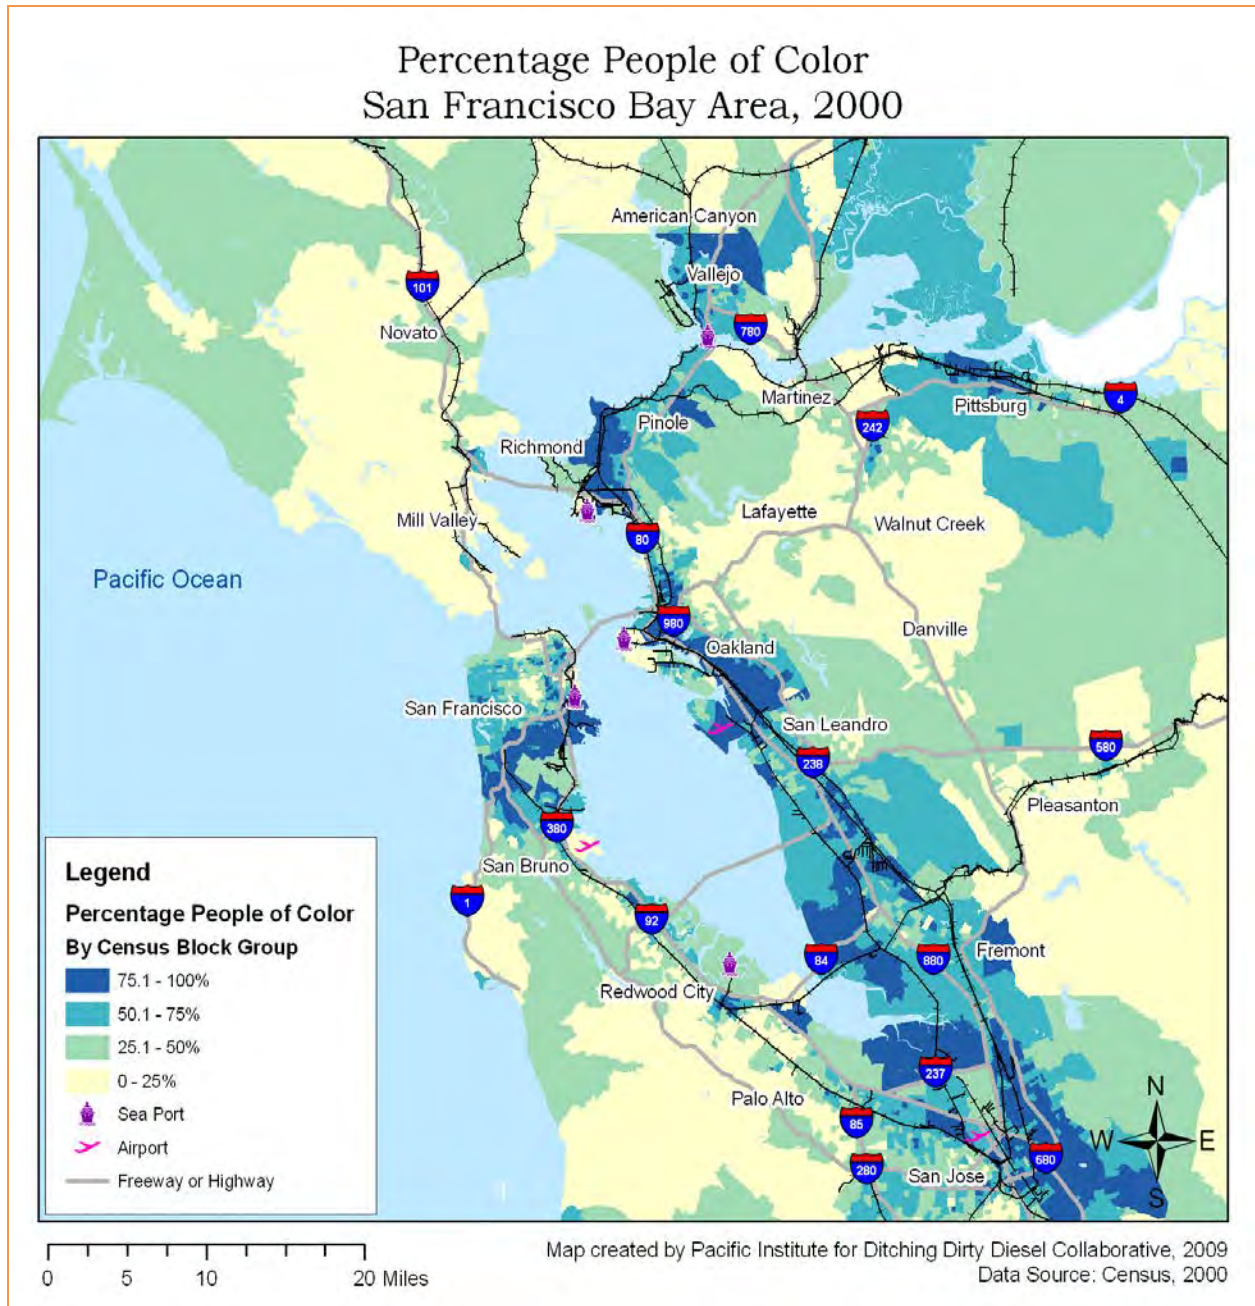 Percentage People of Color
San Francisco Bay Area, 2000
American Canyon
Vallejo
101
780
Novato
Martinez
4
Pittsburg
Pinole
242
Richmond
Lafayette
Mill Valley
Walnut Creek
80
Pacific Ocean
980
Danville
Oakland
San Francisco
San Leandro
580
238
Pleasanton
380
San Bruno
1
92
Fremont
84
880
Redwood City
237
Palo Alto
85
280
San Jose
680
N
W
E
S
Legend
Percentage People of Color
By Census Block Group
75.1 - 100%
50.1 - 75%
25.1 - 50%
0 - 25%
Sea Port
Airport
Freeway or Highway
0 5 10 20 Miles
Map created by Pacific Institute for Ditching Dirty Diesel Collaborative, 2009
Data Source: Census, 2000